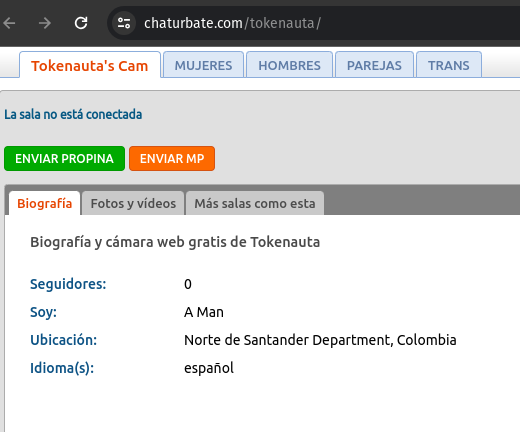 chaturbate.com/tokenauta/
Tokenauta's Cam MUJERES HOMBRES PAREJAS TRANS
La sala no está conectada
ENVIAR PROPINA ENVIAR MP
Biografía Fotos y vídeos Más salas como esta
Biografía y cámara web gratis de Tokenauta
Seguidores: 0
Soy: A Man
Ubicación: Norte de Santander Department, Colombia
Idioma(s): español